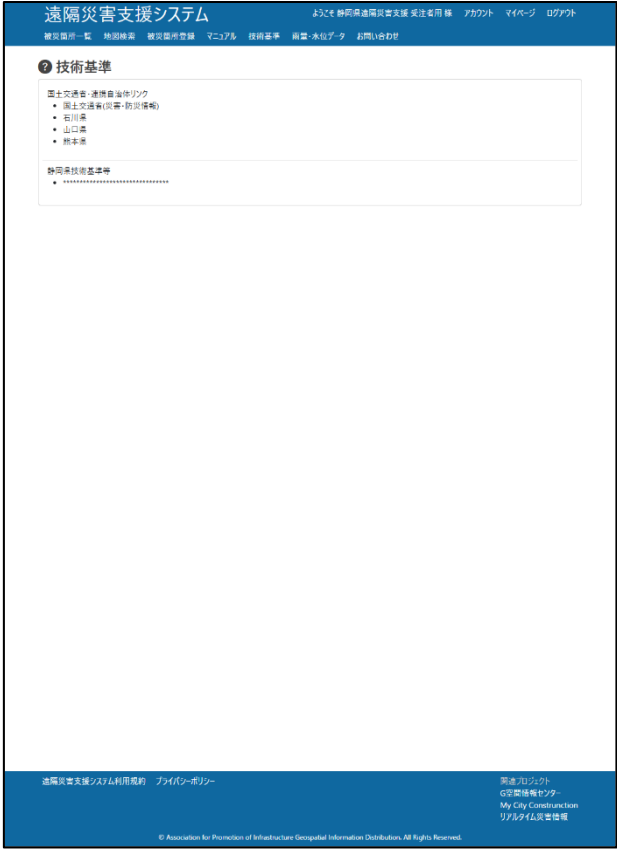 遠隔災害支援システム
ようこそ 静岡県遠隔災害支援 受注者用 様 アカウント マイページ ログアウト
被災箇所一覧 地図検索 被災箇所登録 マニュアル 技術基準 雨量・水位データ お問い合わせ
? 技術基準
国土交通省・連携自治体リンク
• 国土交通省(災害・防災情報)
• 石川県
• 山口県
• 熊本県
静岡県技術基準等
• ********************************
遠隔災害支援システム利用規約 プライバシーポリシー
関連プロジェクト
G空間情報センター
My City Construnction
リアルタイム災害情報
© Association for Promotion of Infrastructure Geospatial Information Distribution. All Rights Reserved.